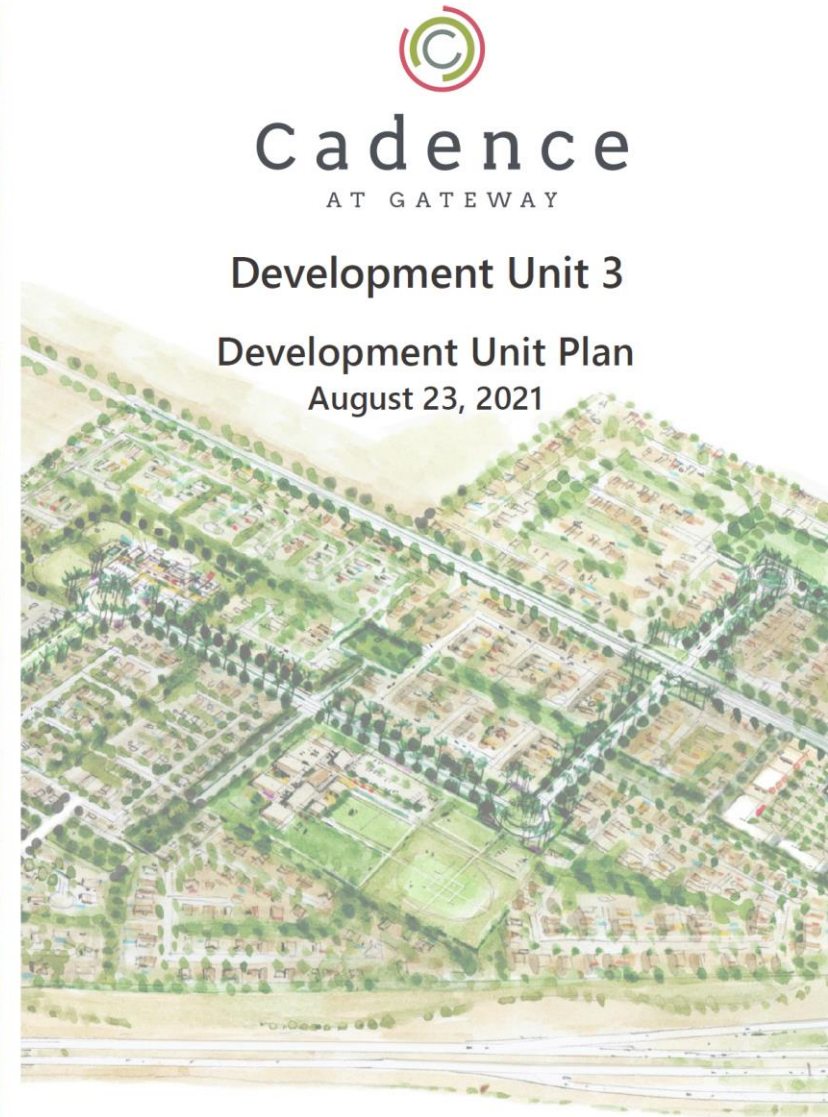 Cadence
AT GATEWAY
Development Unit 3
Development Unit Plan
August 23, 2021